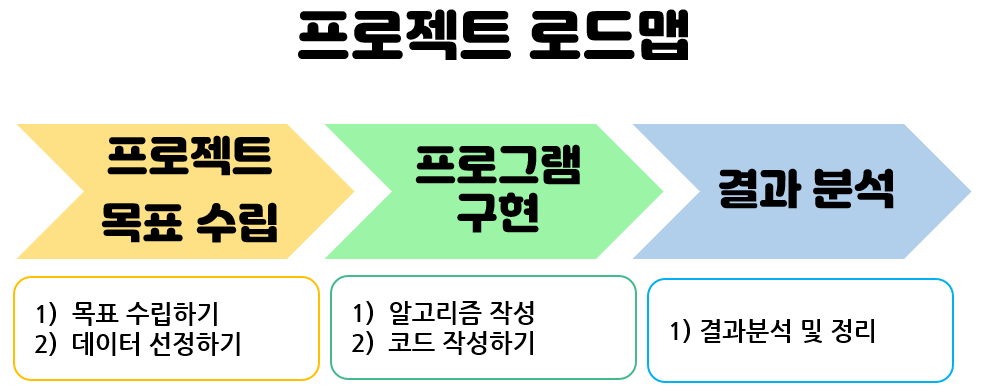 프로젝트 로드맵
프로젝트
목표 수립
1) 목표 수립하기
2) 데이터 선정하기
프로그램
구현
1) 알고리즘 작성
2) 코드 작성하기
결과 분석
1) 결과분석 및 정리